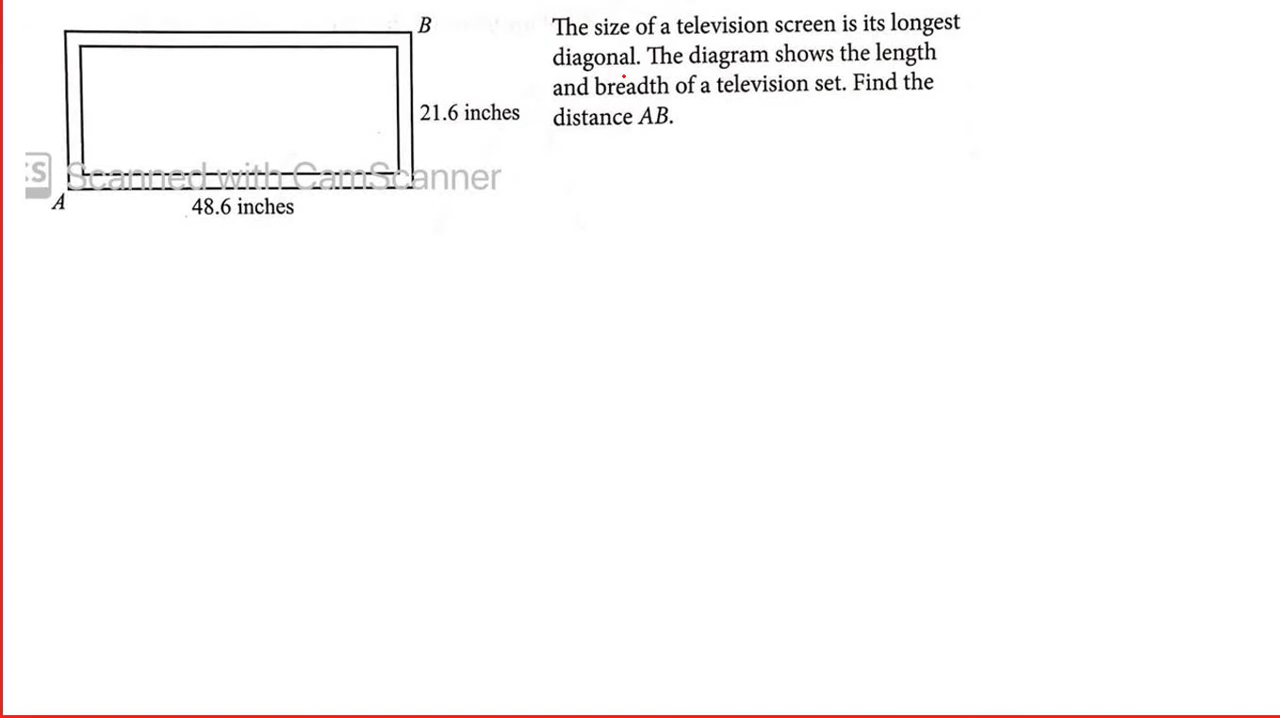 B
The size of a television screen is its longest
diagonal. The diagram shows the length
and breadth of a television set. Find the
21.6 inches
distance AB.
S Scanned with CamScanner
A
48.6 inches